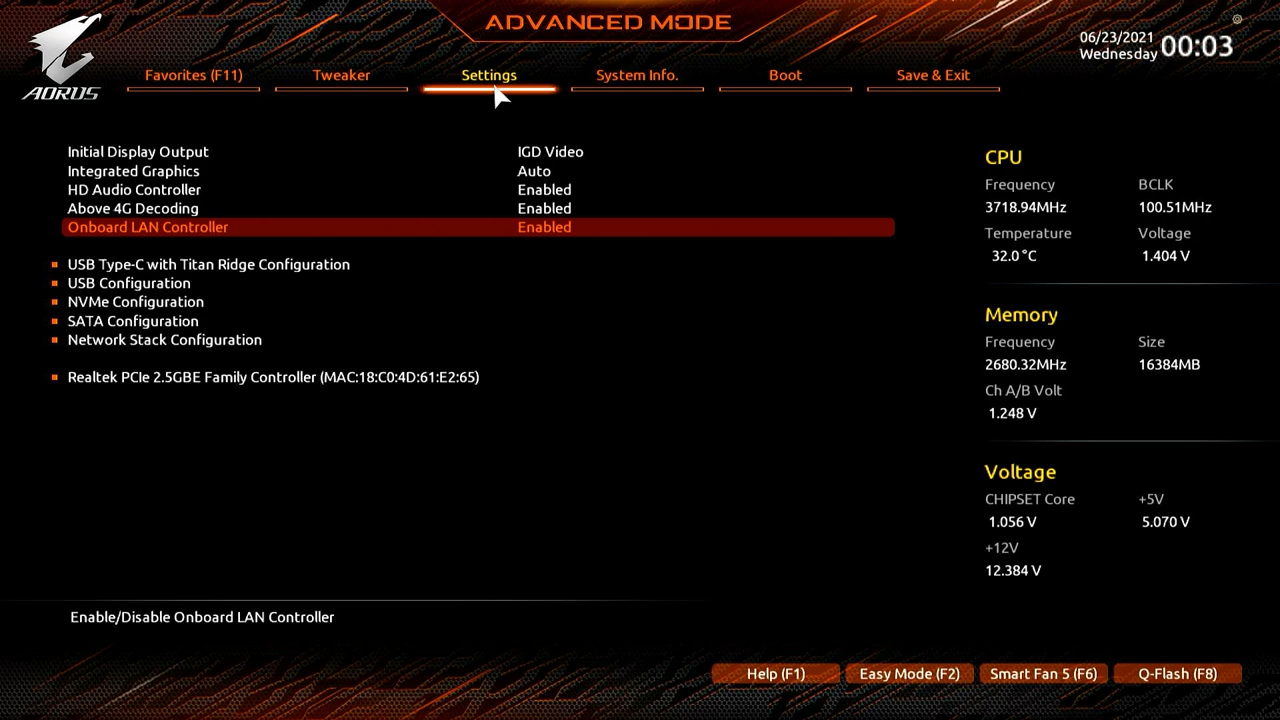 ADVANCED MODE
AORUS
06/23/2021
Wednesday
00:03
Favorites (F11) Tweaker Settings System Info. Boot Save & Exit
Initial Display Output IGD Video
Integrated Graphics Auto
HD Audio Controller Enabled
Above 4G Decoding Enabled
Onboard LAN Controller Enabled
USB Type-C with Titan Ridge Configuration
USB Configuration
NVMe Configuration
SATA Configuration
Network Stack Configuration
Realtek PCIe 2.5GBE Family Controller (MAC:18:C0:4D:61:E2:65)
CPU
Frequency BCLK
3718.94MHz 100.51MHz
Temperature Voltage
32.0 °C 1.404 V
Memory
Frequency Size
2680.32MHz 16384MB
Ch A/B Volt
1.248 V
Voltage
CHIPSET Core +5V
1.056 V 5.070 V
+12V
12.384 V
Enable/Disable Onboard LAN Controller
Help (F1) Easy Mode (F2) Smart Fan 5 (F6) Q-Flash (F8)